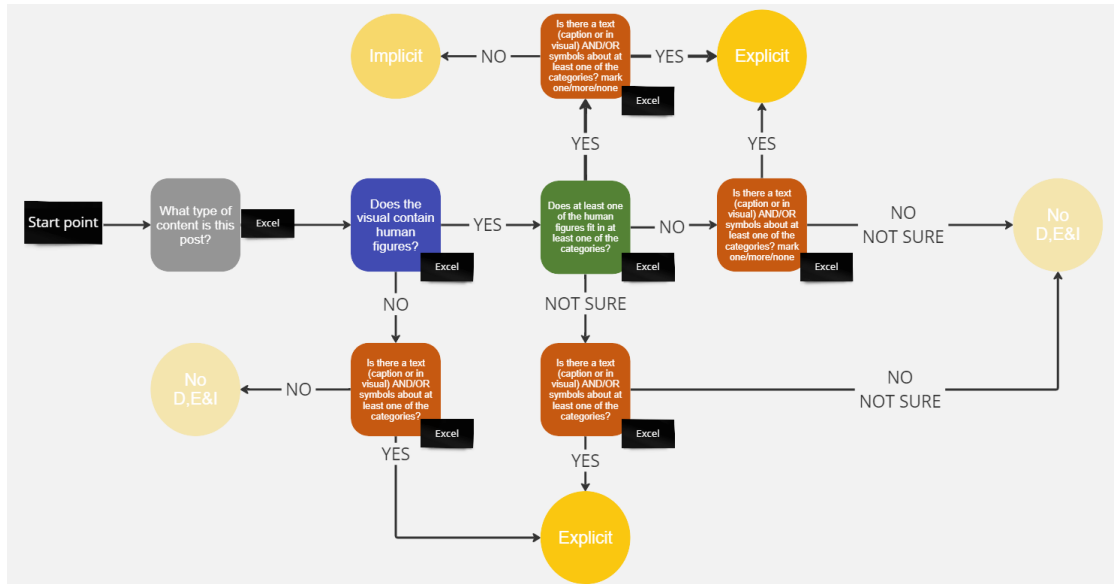 Implicit
NO
Is there a text
(caption or in
visual) AND/OR
symbols about at
least one of the
categories? mark
one/more/none
Excel
YES
Explicit
YES
YES
Start point
What type of
content is this
post?
Excel
Does the
visual contain
human
figures?
Excel
YES
Does at least one
of the human
figures fit in at
least one of the
categories?
Excel
NO
Is there a text
(caption or in
visual) AND/OR
symbols about at
least one of the
categories? mark
one/more/none
Excel
NO
NOT SURE
No
D,E&I
NO
NOT SURE
No
D,E&I
NO
Is there a text
(caption or in
visual) AND/OR
symbols about at
least one of the
categories?
Excel
Is there a text
(caption or in
visual) AND/OR
symbols about at
least one of the
categories?
Excel
NO
NOT SURE
YES
YES
Explicit